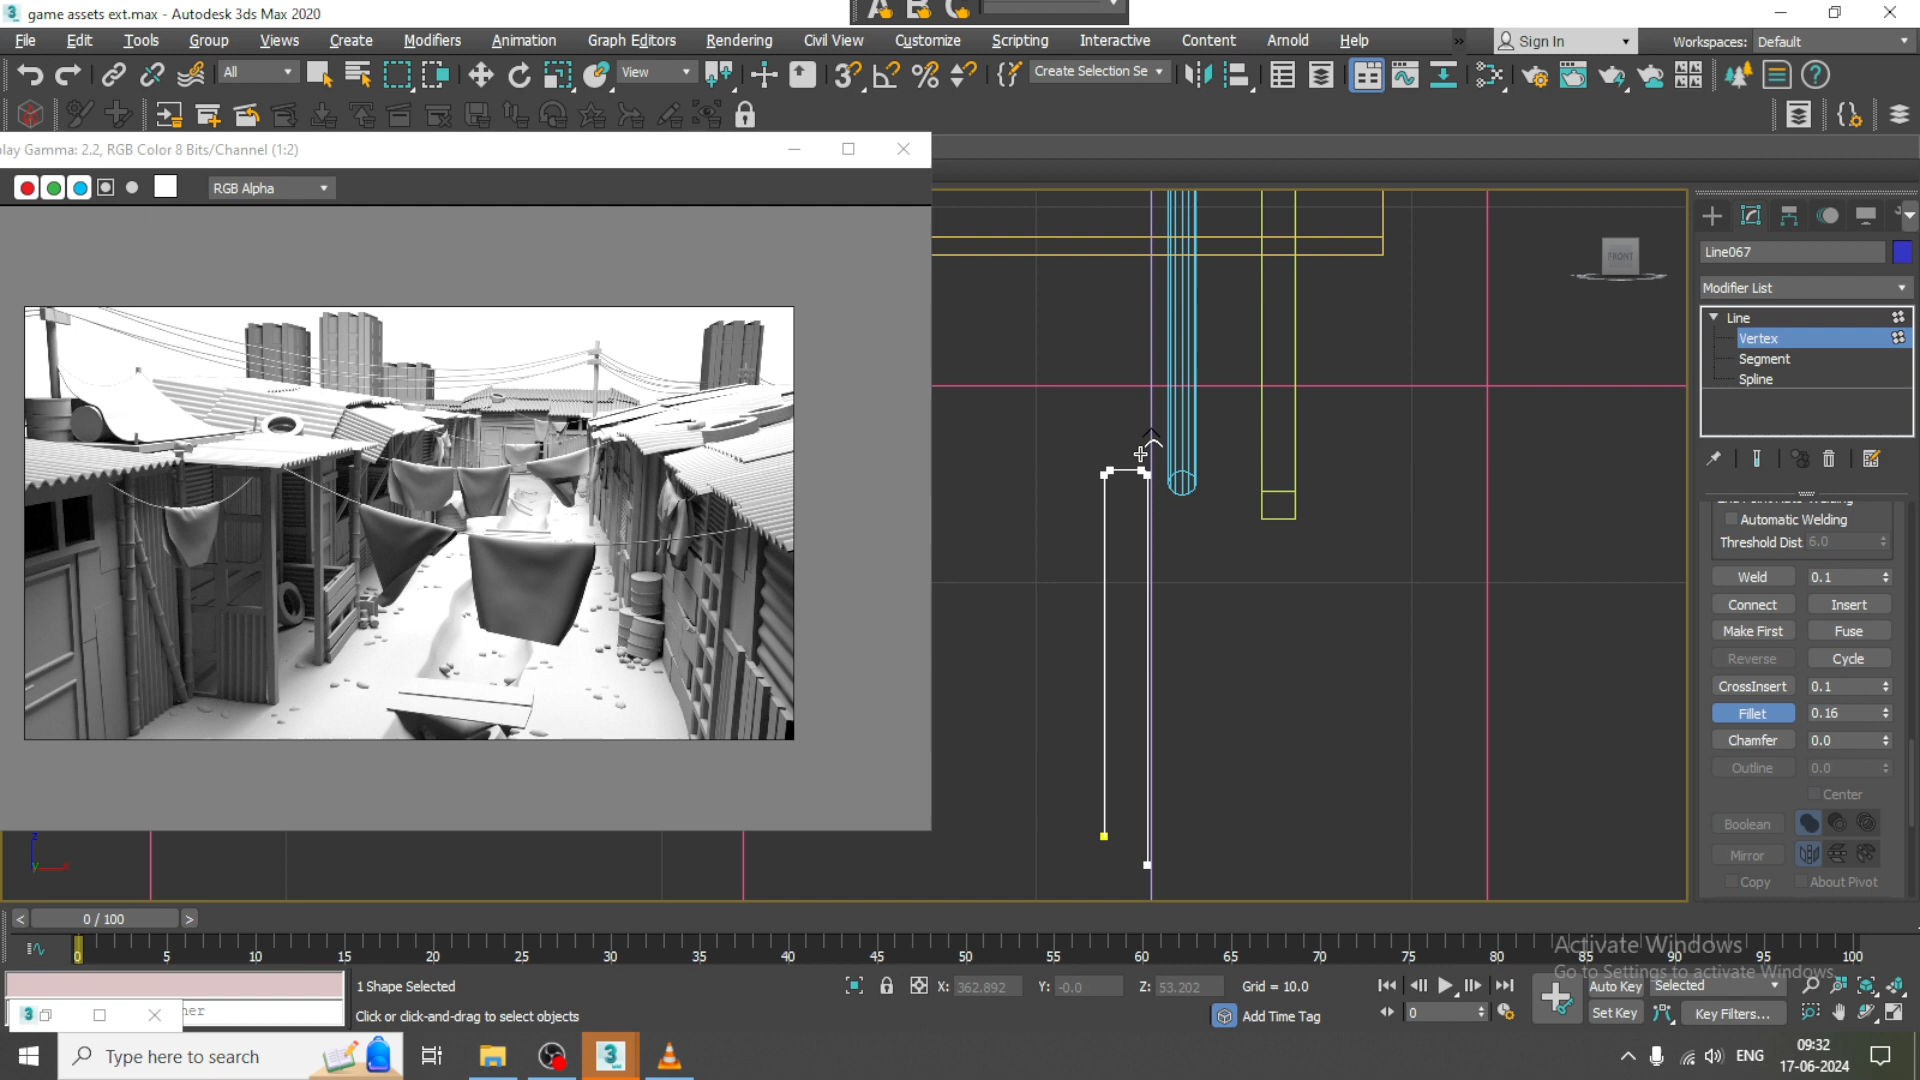 game assets ext.max - Autodesk 3ds Max 2020
File Edit Tools Group Views Create Modifiers Animation Graph Editors Rendering Civil View Customize Scripting Interactive Content Arnold Help
Sign In
Workspaces: Default
All
View
Create Selection Se
play Gamma: 2.2, RGB Color 8 Bits/Channel (1:2)
RGB Alpha
FRONT
Line067
Modifier List
Line
Vertex
Segment
Spline
Automatic Welding
Threshold Dist 6.0
Weld 0.1
Connect Insert
Make First Fuse
Reverse Cycle
CrossInsert 0.1
Fillet 0.16
Chamfer 0.0
Outline 0.0
Center
Boolean
Mirror
Copy About Pivot
z
y x
< 0 / 100 >
0 5 10 15 20 25 30 35 40 45 50 55 60 65 70 75 80 85 90 95 100
Activate Windows
Go to Settings to activate Windows.
1 Shape Selected
X: 362.892 Y: -0.0 Z: 53.202 Grid = 10.0
Auto Key Selected
Click or click-and-drag to select objects
Add Time Tag
0
Set Key Key Filters...
Type here to search
ENG
09:32
17-06-2024